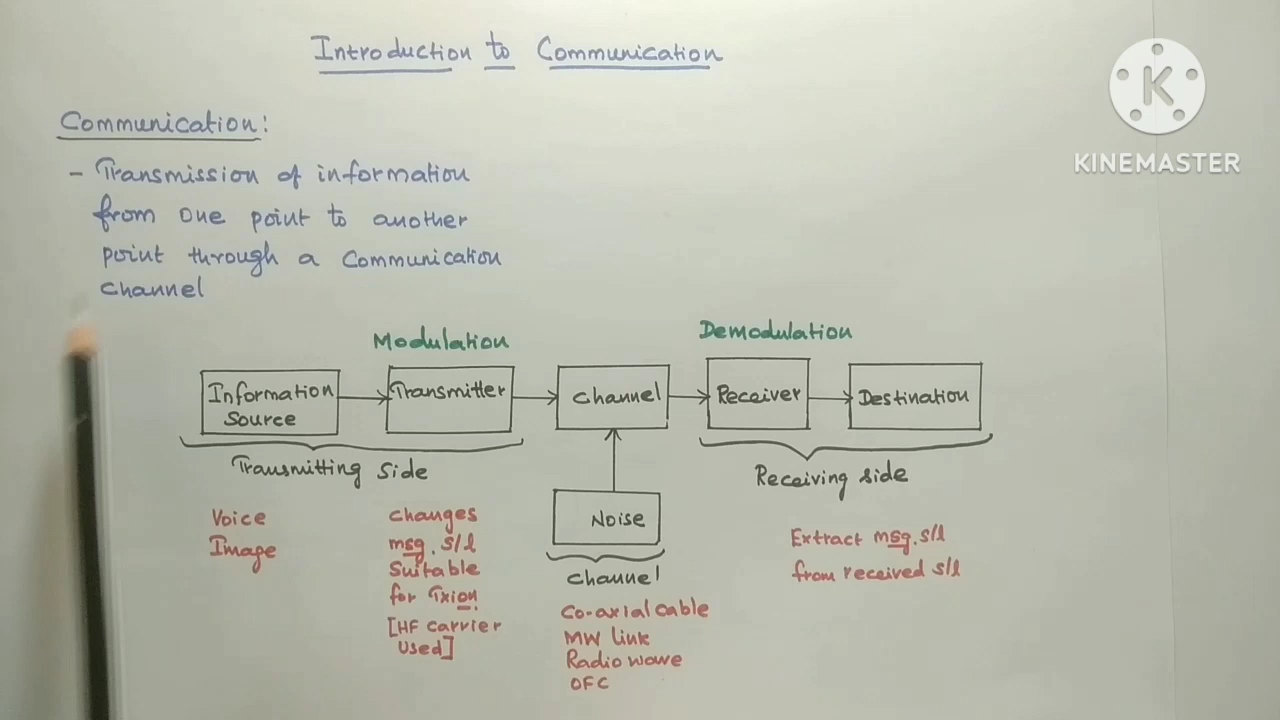 Introduction to Communication
K
KINEMASTER
Communication:
- Transmission of information
from one point to another
point through a communication
channel
Modulation
Demodulation
Information
Source
Transmitter
Channel
Receiver
Destination
Transmitting side
Receiving side
Noise
channel
Voice
Image
changes
msg. s/l
Suitable
for Txion.
[HF carrier
used]
Co-axial cable
MW link
Radio wave
OFC
Extract msg. s/l
from received s/l